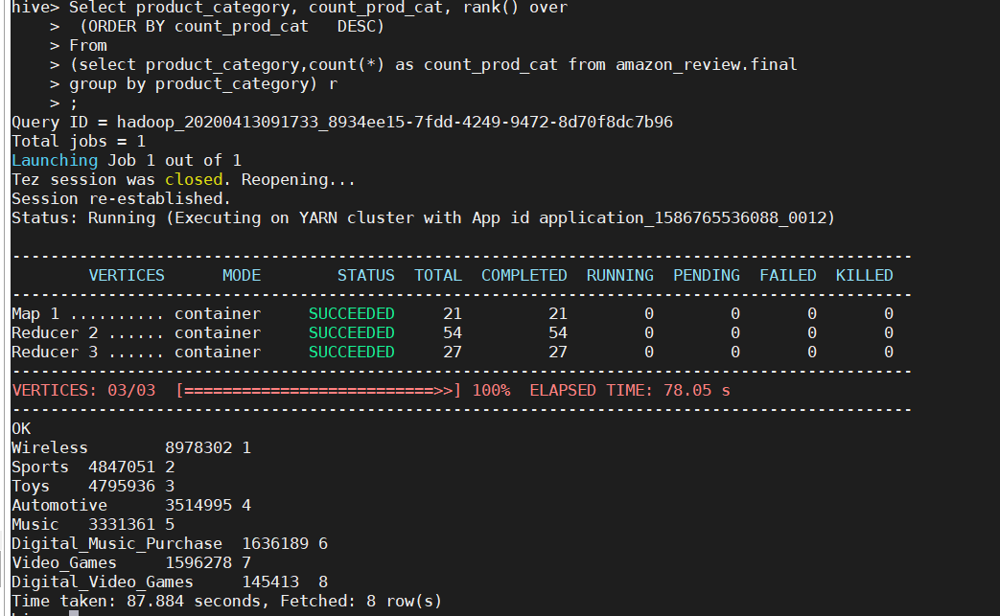 hive> Select product_category, count_prod_cat, rank() over
    >  (ORDER BY count_prod_cat   DESC)
    > From
    > (select product_category,count(*) as count_prod_cat from amazon_review.final
    > group by product_category) r
    > ;
Query ID = hadoop_20200413091733_8934ee15-7fdd-4249-9472-8d70f8dc7b96
Total jobs = 1
Launching Job 1 out of 1
Tez session was closed. Reopening...
Session re-established.
Status: Running (Executing on YARN cluster with App id application_1586765536088_0012)
----------------------------------------------------------------------------------------------
        VERTICES      MODE        STATUS  TOTAL  COMPLETED  RUNNING  PENDING  FAILED  KILLED
----------------------------------------------------------------------------------------------
Map 1 .......... container     SUCCEEDED     21         21        0        0       0       0
Reducer 2 ...... container     SUCCEEDED     54         54        0        0       0       0
Reducer 3 ...... container     SUCCEEDED     27         27        0        0       0       0
----------------------------------------------------------------------------------------------
VERTICES: 03/03  [==========================>>] 100%  ELAPSED TIME: 78.05 s
----------------------------------------------------------------------------------------------
OK
Wireless        8978302 1
Sports  4847051 2
Toys    4795936 3
Automotive      3514995 4
Music   3331361 5
Digital_Music_Purchase  1636189 6
Video_Games     1596278 7
Digital_Video_Games     145413  8
Time taken: 87.884 seconds, Fetched: 8 row(s)